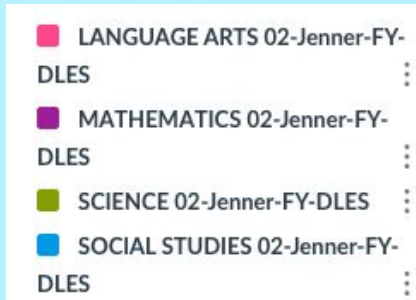 LANGUAGE ARTS 02-Jenner-FY-
DLES
MATHEMATICS 02-Jenner-FY-
DLES
SCIENCE 02-Jenner-FY-DLES
SOCIAL STUDIES 02-Jenner-FY-
DLES